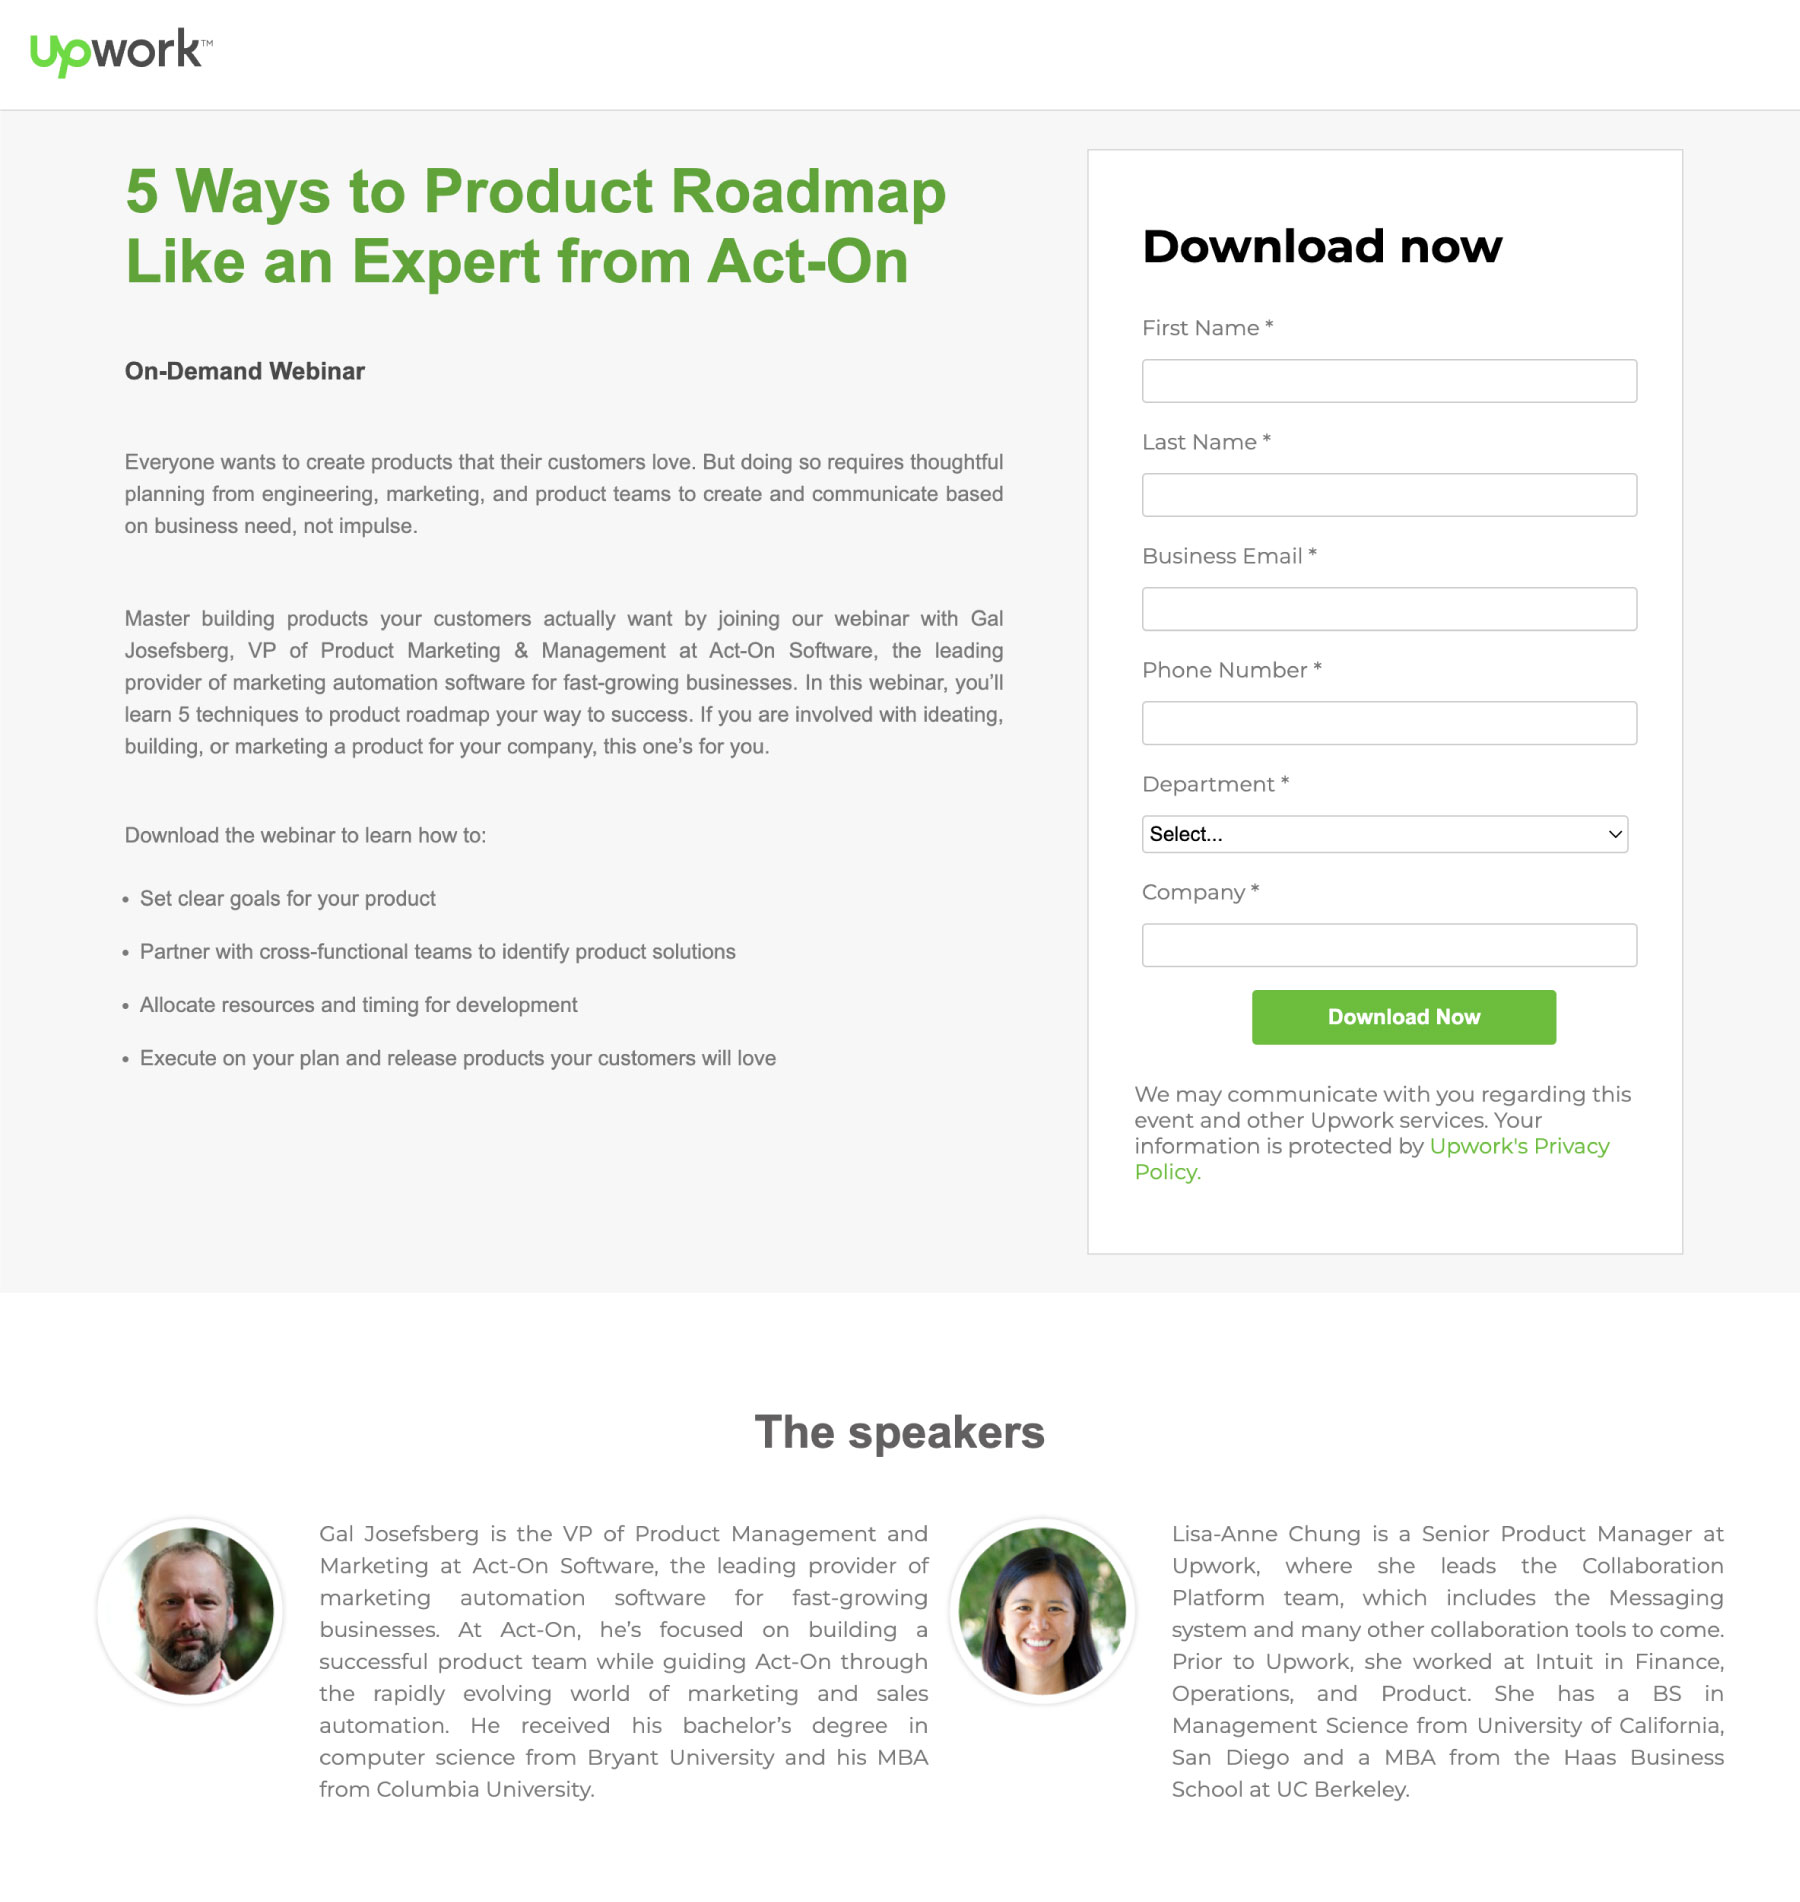 upwork™
5 Ways to Product Roadmap
Like an Expert from Act-On
On-Demand Webinar
Everyone wants to create products that their customers love. But doing so requires thoughtful
planning from engineering, marketing, and product teams to create and communicate based
on business need, not impulse.
Master building products your customers actually want by joining our webinar with Gal
Josefsberg, VP of Product Marketing & Management at Act-On Software, the leading
provider of marketing automation software for fast-growing businesses. In this webinar, you’ll
learn 5 techniques to product roadmap your way to success. If you are involved with ideating,
building, or marketing a product for your company, this one’s for you.
Download the webinar to learn how to:
• Set clear goals for your product
• Partner with cross-functional teams to identify product solutions
• Allocate resources and timing for development
• Execute on your plan and release products your customers will love
Download now
First Name *
Last Name *
Business Email *
Phone Number *
Department *
Select...
Company *
Download Now
We may communicate with you regarding this
event and other Upwork services. Your
information is protected by Upwork's Privacy
Policy.
The speakers
Gal Josefsberg is the VP of Product Management and
Marketing at Act-On Software, the leading provider of
marketing automation software for fast-growing
businesses. At Act-On, he’s focused on building a
successful product team while guiding Act-On through
the rapidly evolving world of marketing and sales
automation. He received his bachelor’s degree in
computer science from Bryant University and his MBA
from Columbia University.
Lisa-Anne Chung is a Senior Product Manager at
Upwork, where she leads the Collaboration
Platform team, which includes the Messaging
system and many other collaboration tools to come.
Prior to Upwork, she worked at Intuit in Finance,
Operations, and Product. She has a BS in
Management Science from University of California,
San Diego and a MBA from the Haas Business
School at UC Berkeley.